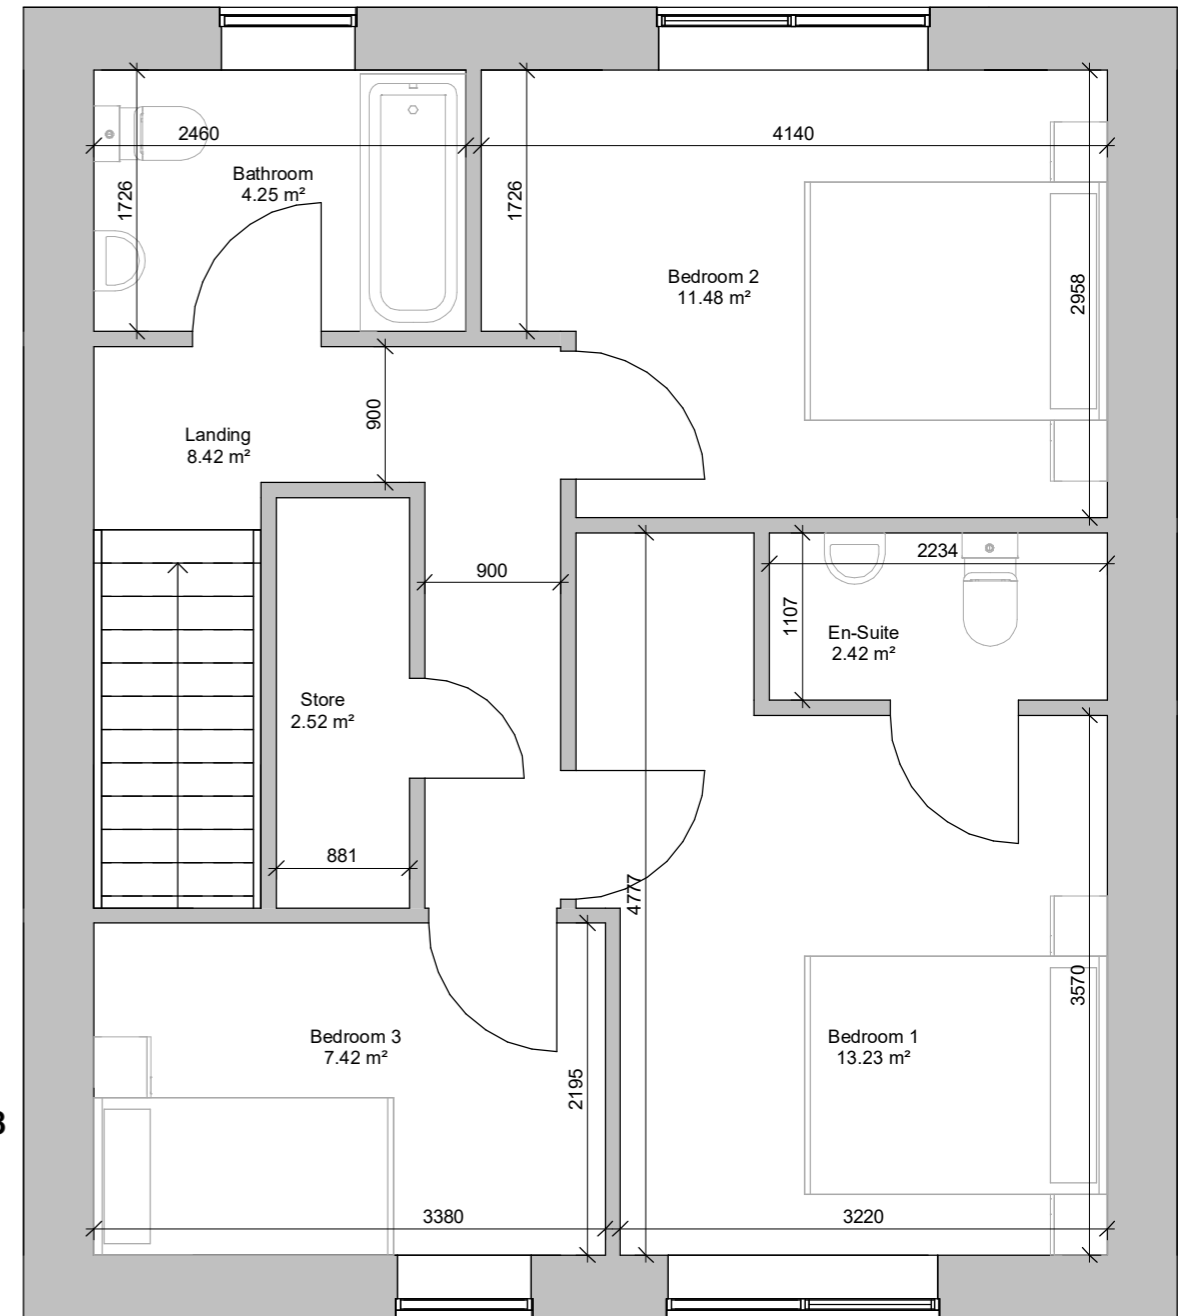 2460
4140
Bathroom
4.25 m²
1726
1726
Bedroom 2
11.48 m²
2958
900
Landing
8.42 m²
900
2234
1107
En-Suite
2.42 m²
Store
2.52 m²
881
4777
3570
Bedroom 3
7.42 m²
Bedroom 1
13.23 m²
2195
3
3380
3220